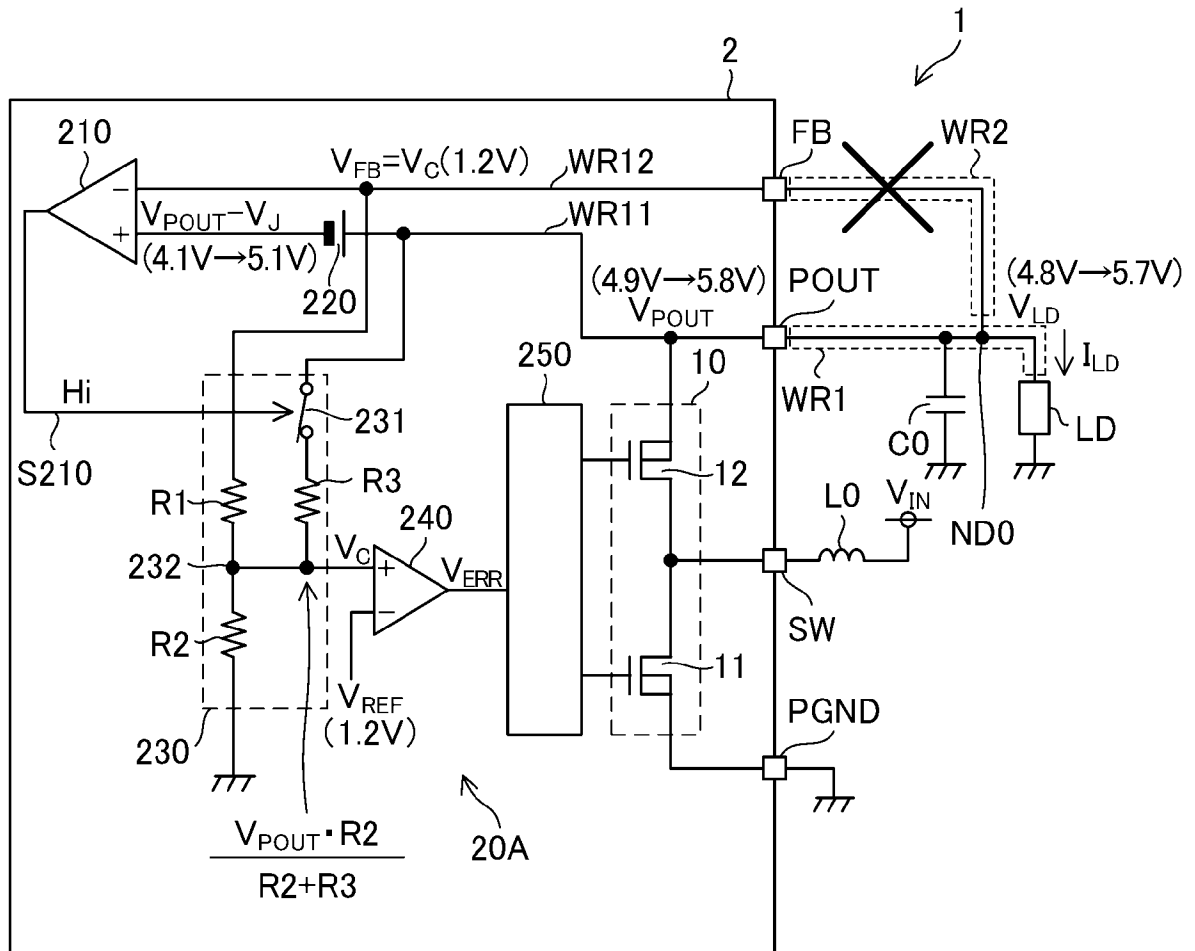 1
2
210
FB
WR2
V_FB=V_C(1.2V)
WR12
−
V_POUT−V_J
WR11
+
(4.1V→5.1V)
220
(4.9V→5.8V)
V_POUT
POUT
(4.8V→5.7V)
V_LD
I_LD
Hi
231
250
10
WR1
C0
LD
S210
R1
R3
12
L0
V_IN
240
232
V_C
+
V_ERR
ND0
−
SW
R2
11
V_REF
(1.2V)
PGND
230
V_POUT・R2
R2+R3
20A